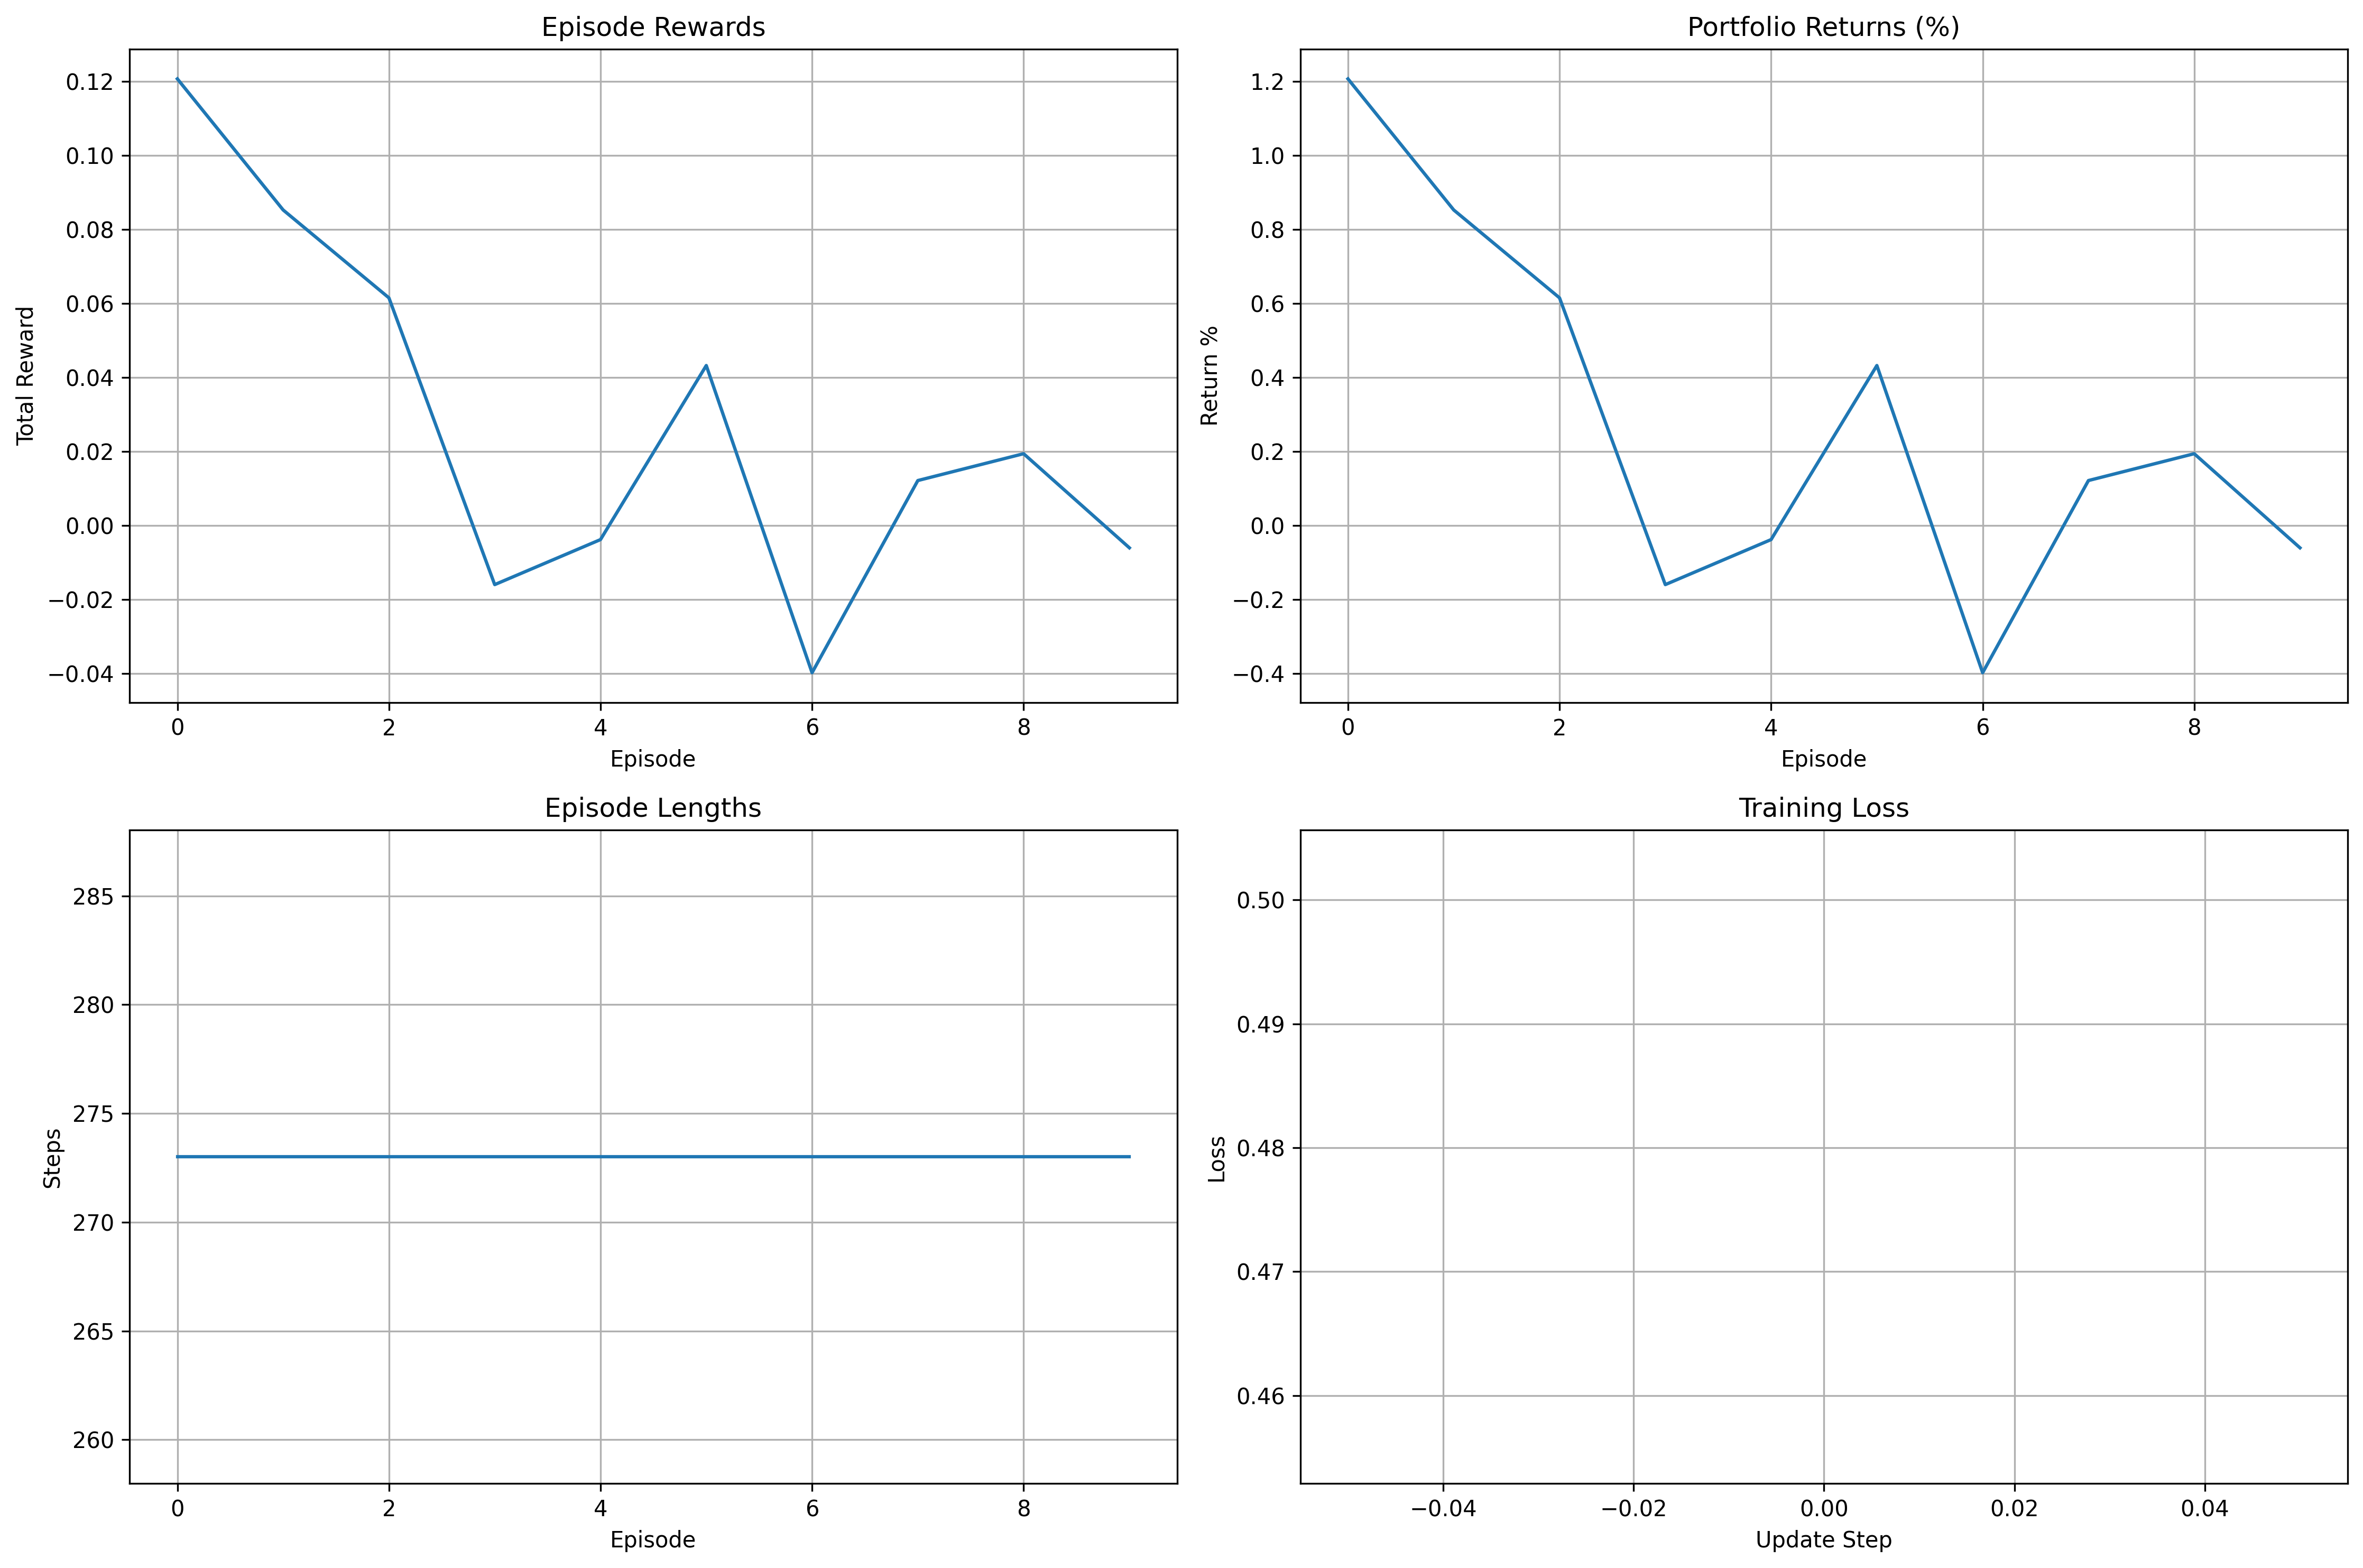 Episode Rewards
Total Reward
0.12
0.10
0.08
0.06
0.04
0.02
0.00
−0.02
−0.04
0 2 4 6 8
Episode
Portfolio Returns (%)
Return %
1.2
1.0
0.8
0.6
0.4
0.2
0.0
−0.2
−0.4
0 2 4 6 8
Episode
Episode Lengths
Steps
285
280
275
270
265
260
0 2 4 6 8
Episode
Training Loss
Loss
0.50
0.49
0.48
0.47
0.46
−0.04 −0.02 0.00 0.02 0.04
Update Step